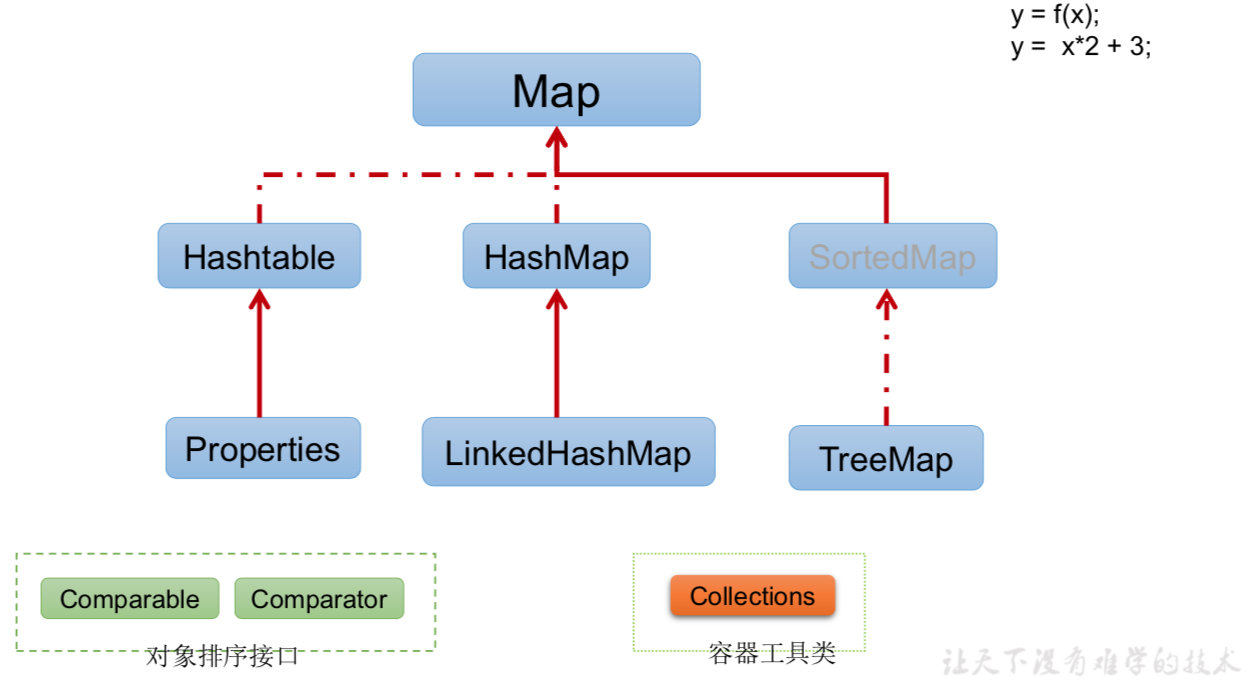 y = f(x);
y = x*2 + 3;
Map
Hashtable
HashMap
SortedMap
Properties
LinkedHashMap
TreeMap
Comparable
Comparator
对象排序接口
Collections
容器工具类
让天下没有难学的技术